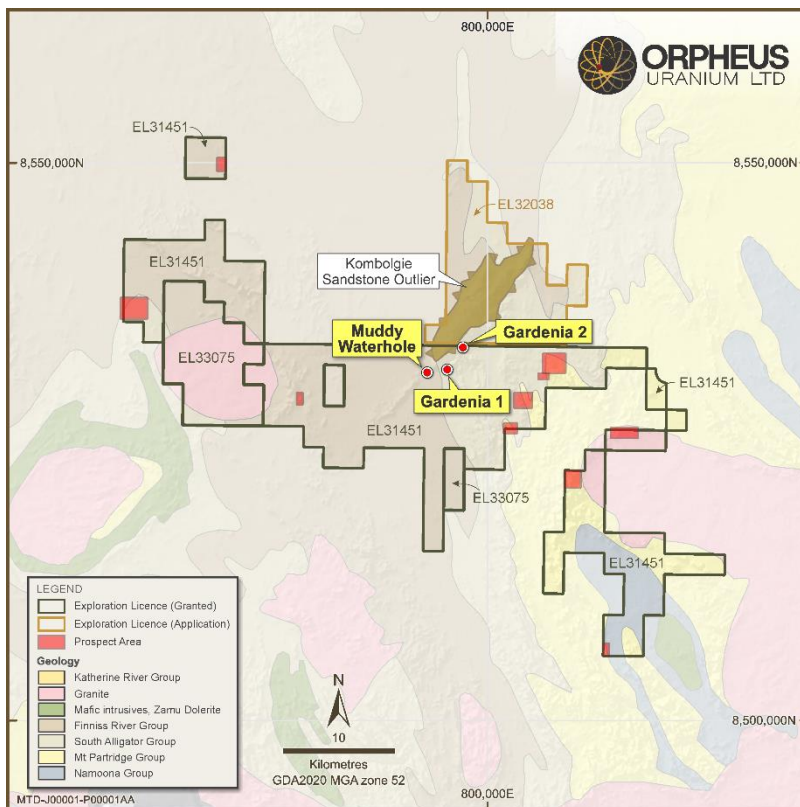 800,000E
ORPHEUS
URANIUM LTD
EL31451
8,550,000N
8,550,000N
EL32038
EL31451
Kombolgie
Sandstone Outlier
Gardenia 2
Muddy
Waterhole
EL33075
EL31451
Gardenia 1
EL31451
EL33075
EL31451
LEGEND
Exploration Licence (Granted)
Exploration Licence (Application)
Prospect Area
Geology
Katherine River Group
Granite
Mafic intrusives, Zamu Dolerite
Finniss River Group
South Alligator Group
Mt Partridge Group
Namoona Group
N
10
Kilometres
GDA2020 MGA zone 52
8,500,000N
800,000E
MTD-J00001-P00001AA